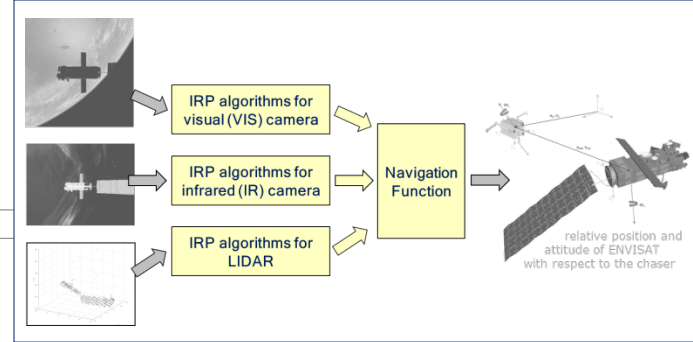 IRP algorithms for
visual (VIS) camera
IRP algorithms for
infrared (IR) camera
IRP algorithms for
LIDAR
Navigation
Function
relative position and
attitude of ENVISAT
with respect to the chaser